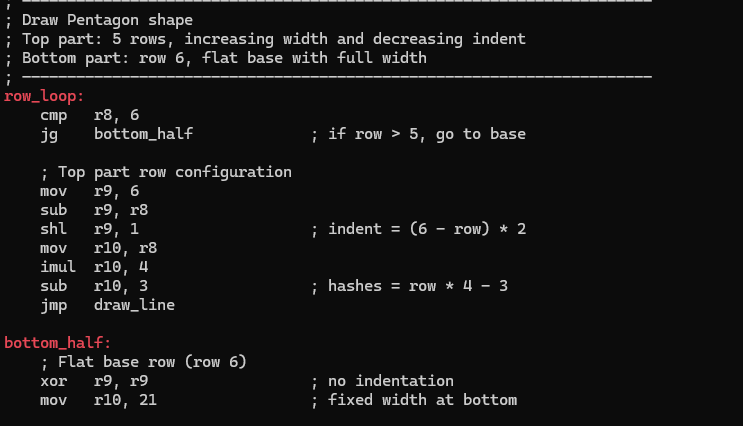 ; ──────────────────────────────────────────────────────────────────────
; Draw Pentagon shape
; Top part: 5 rows, increasing width and decreasing indent
; Bottom part: row 6, flat base with full width
; ──────────────────────────────────────────────────────────────────────
row_loop:
    cmp   r8, 6
    jg    bottom_half             ; if row > 5, go to base
    ; Top part row configuration
    mov   r9, 6
    sub   r9, r8
    shl   r9, 1                   ; indent = (6 - row) * 2
    mov   r10, r8
    imul  r10, 4
    sub   r10, 3                  ; hashes = row * 4 - 3
    jmp   draw_line
bottom_half:
    ; Flat base row (row 6)
    xor   r9, r9                  ; no indentation
    mov   r10, 21                 ; fixed width at bottom